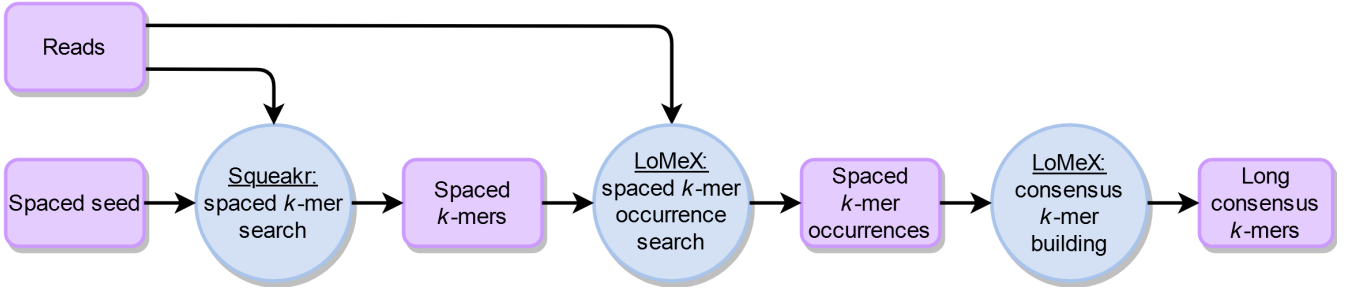 Reads
Spaced seed
Squeakr:
spaced k-mer
search
Spaced
k-mers
LoMeX:
spaced k-mer
occurrence
search
Spaced
k-mer
occurrences
LoMeX:
consensus
k-mer
building
Long
consensus
k-mers